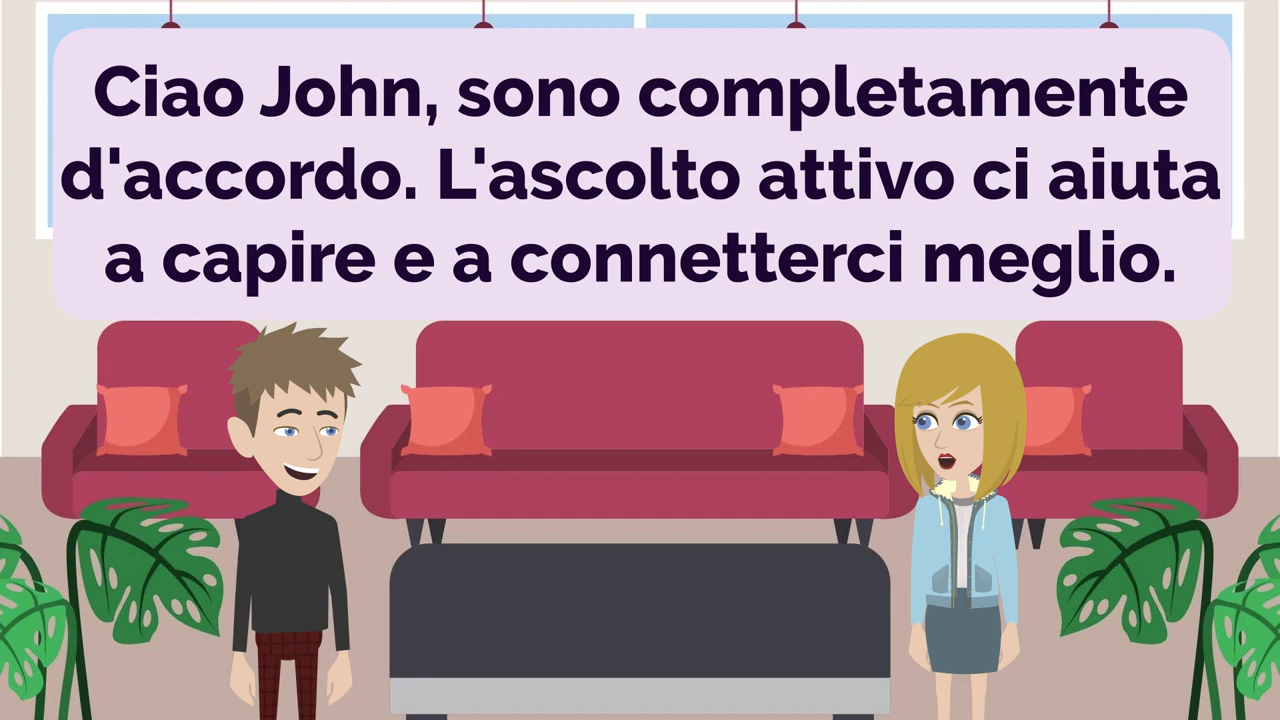 Ciao John, sono completamente
d'accordo. L'ascolto attivo ci aiuta
a capire e a connetterci meglio.